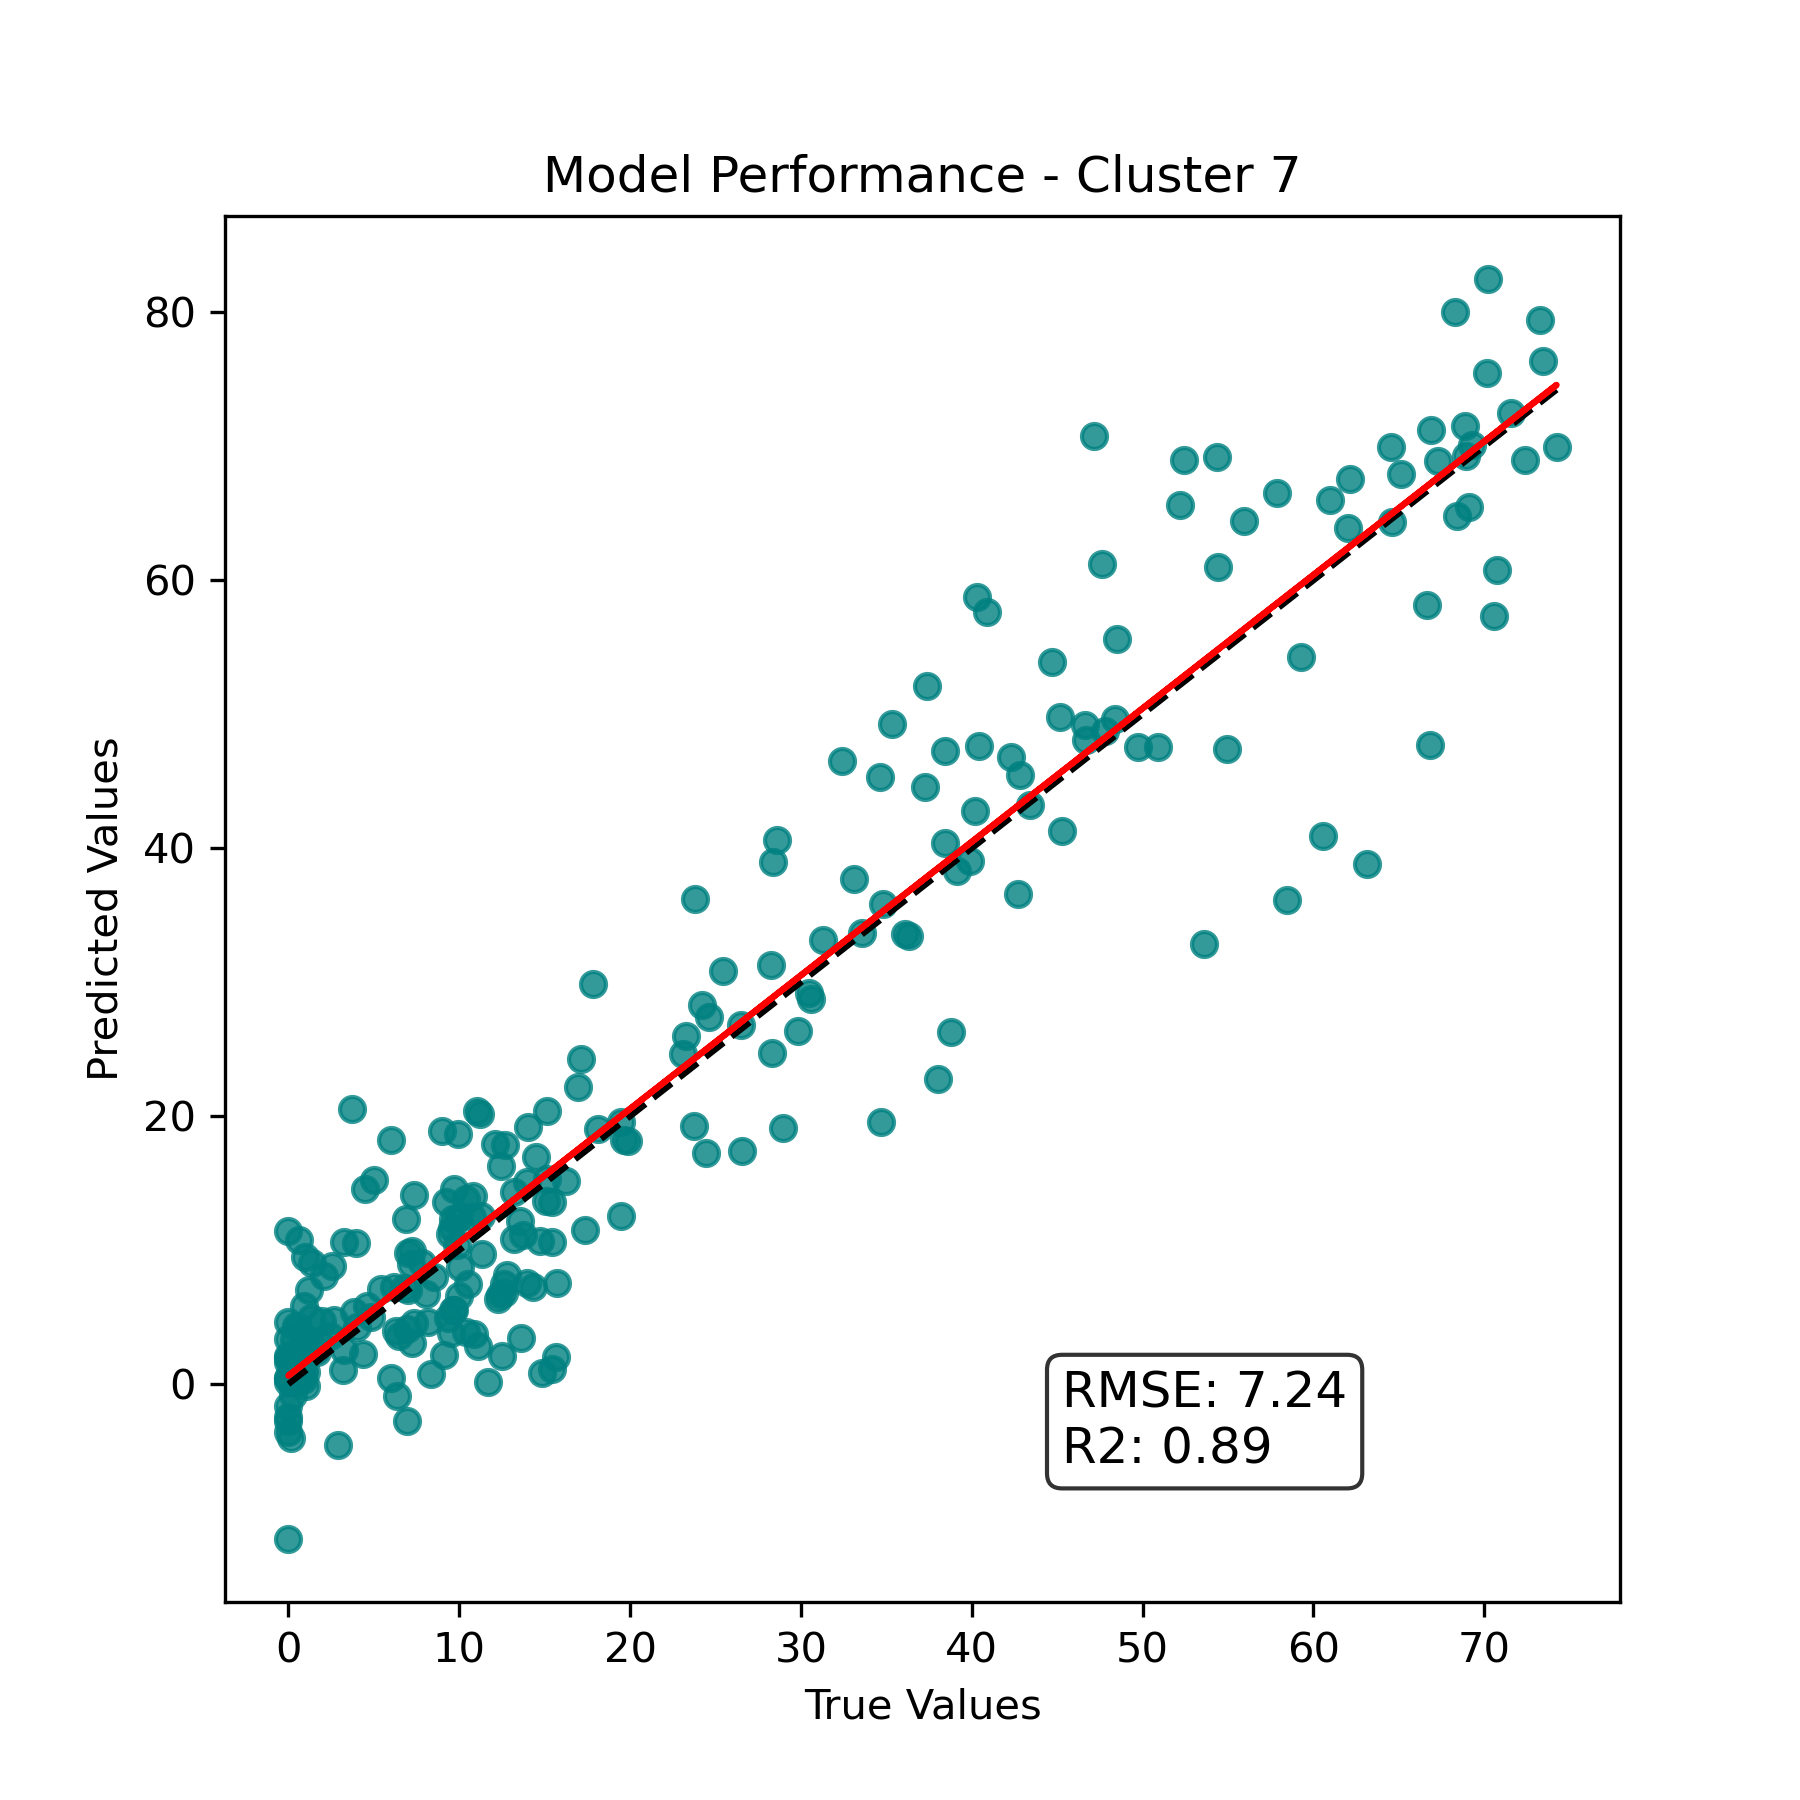 Model Performance - Cluster 7
80
60
40
20
0
Predicted Values
RMSE: 7.24
R2: 0.89
0 10 20 30 40 50 60 70
True Values